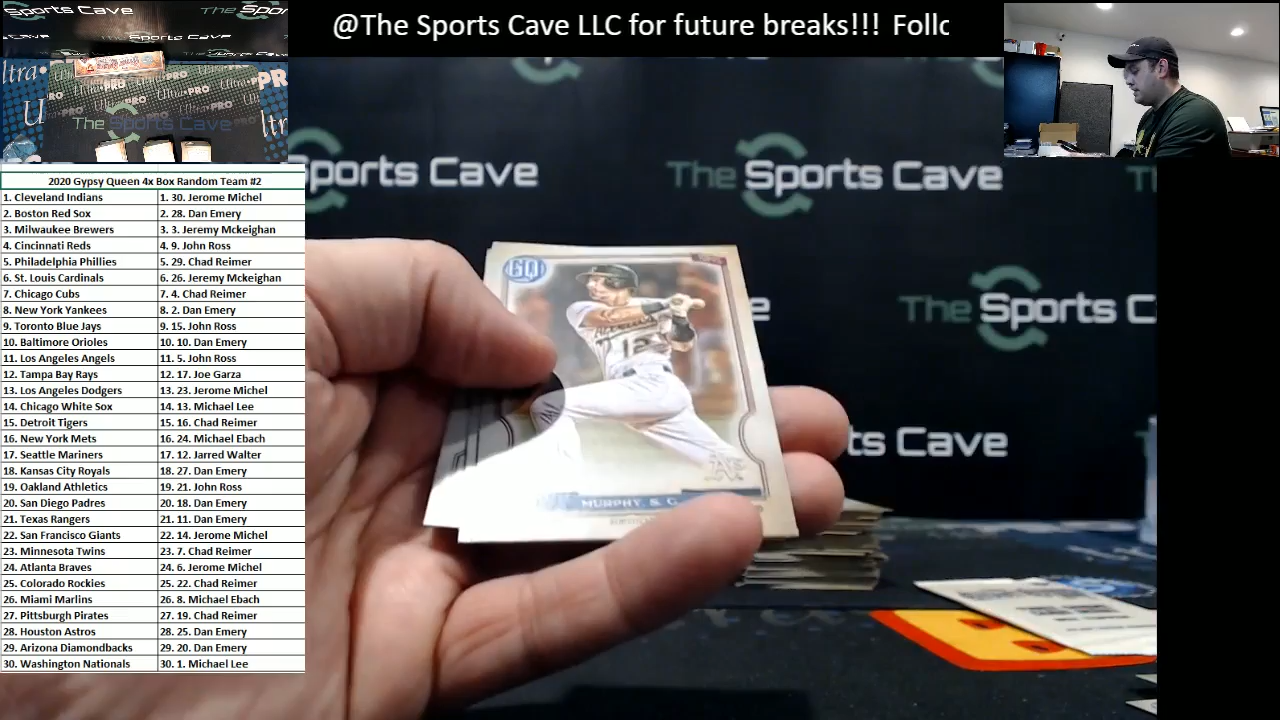 @The Sports Cave LLC for future breaks!!! Follc
The Sports Cave
Ultra PRO
The Sports Cave
2020 Gypsy Queen 4x Box Random Team #2
1. Cleveland Indians 1. 30. Jerome Michel
2. Boston Red Sox 2. 28. Dan Emery
3. Milwaukee Brewers 3. 3. Jeremy Mckeighan
4. Cincinnati Reds 4. 9. John Ross
5. Philadelphia Phillies 5. 29. Chad Reimer
6. St. Louis Cardinals 6. 26. Jeremy Mckeighan
7. Chicago Cubs 7. 4. Chad Reimer
8. New York Yankees 8. 2. Dan Emery
9. Toronto Blue Jays 9. 15. John Ross
10. Baltimore Orioles 10. 10. Dan Emery
11. Los Angeles Angels 11. 5. John Ross
12. Tampa Bay Rays 12. 17. Joe Garza
13. Los Angeles Dodgers 13. 23. Jerome Michel
14. Chicago White Sox 14. 13. Michael Lee
15. Detroit Tigers 15. 16. Chad Reimer
16. New York Mets 16. 24. Michael Ebach
17. Seattle Mariners 17. 12. Jarred Walter
18. Kansas City Royals 18. 27. Dan Emery
19. Oakland Athletics 19. 21. John Ross
20. San Diego Padres 20. 18. Dan Emery
21. Texas Rangers 21. 11. Dan Emery
22. San Francisco Giants 22. 14. Jerome Michel
23. Minnesota Twins 23. 7. Chad Reimer
24. Atlanta Braves 24. 6. Jerome Michel
25. Colorado Rockies 25. 22. Chad Reimer
26. Miami Marlins 26. 8. Michael Ebach
27. Pittsburgh Pirates 27. 19. Chad Reimer
28. Houston Astros 28. 25. Dan Emery
29. Arizona Diamondbacks 29. 20. Dan Emery
30. Washington Nationals 30. 1. Michael Lee
Sports Cave
The Sports Cave
The Sports Cave
ts Cave
GQ
12
MURPHY, S. C.